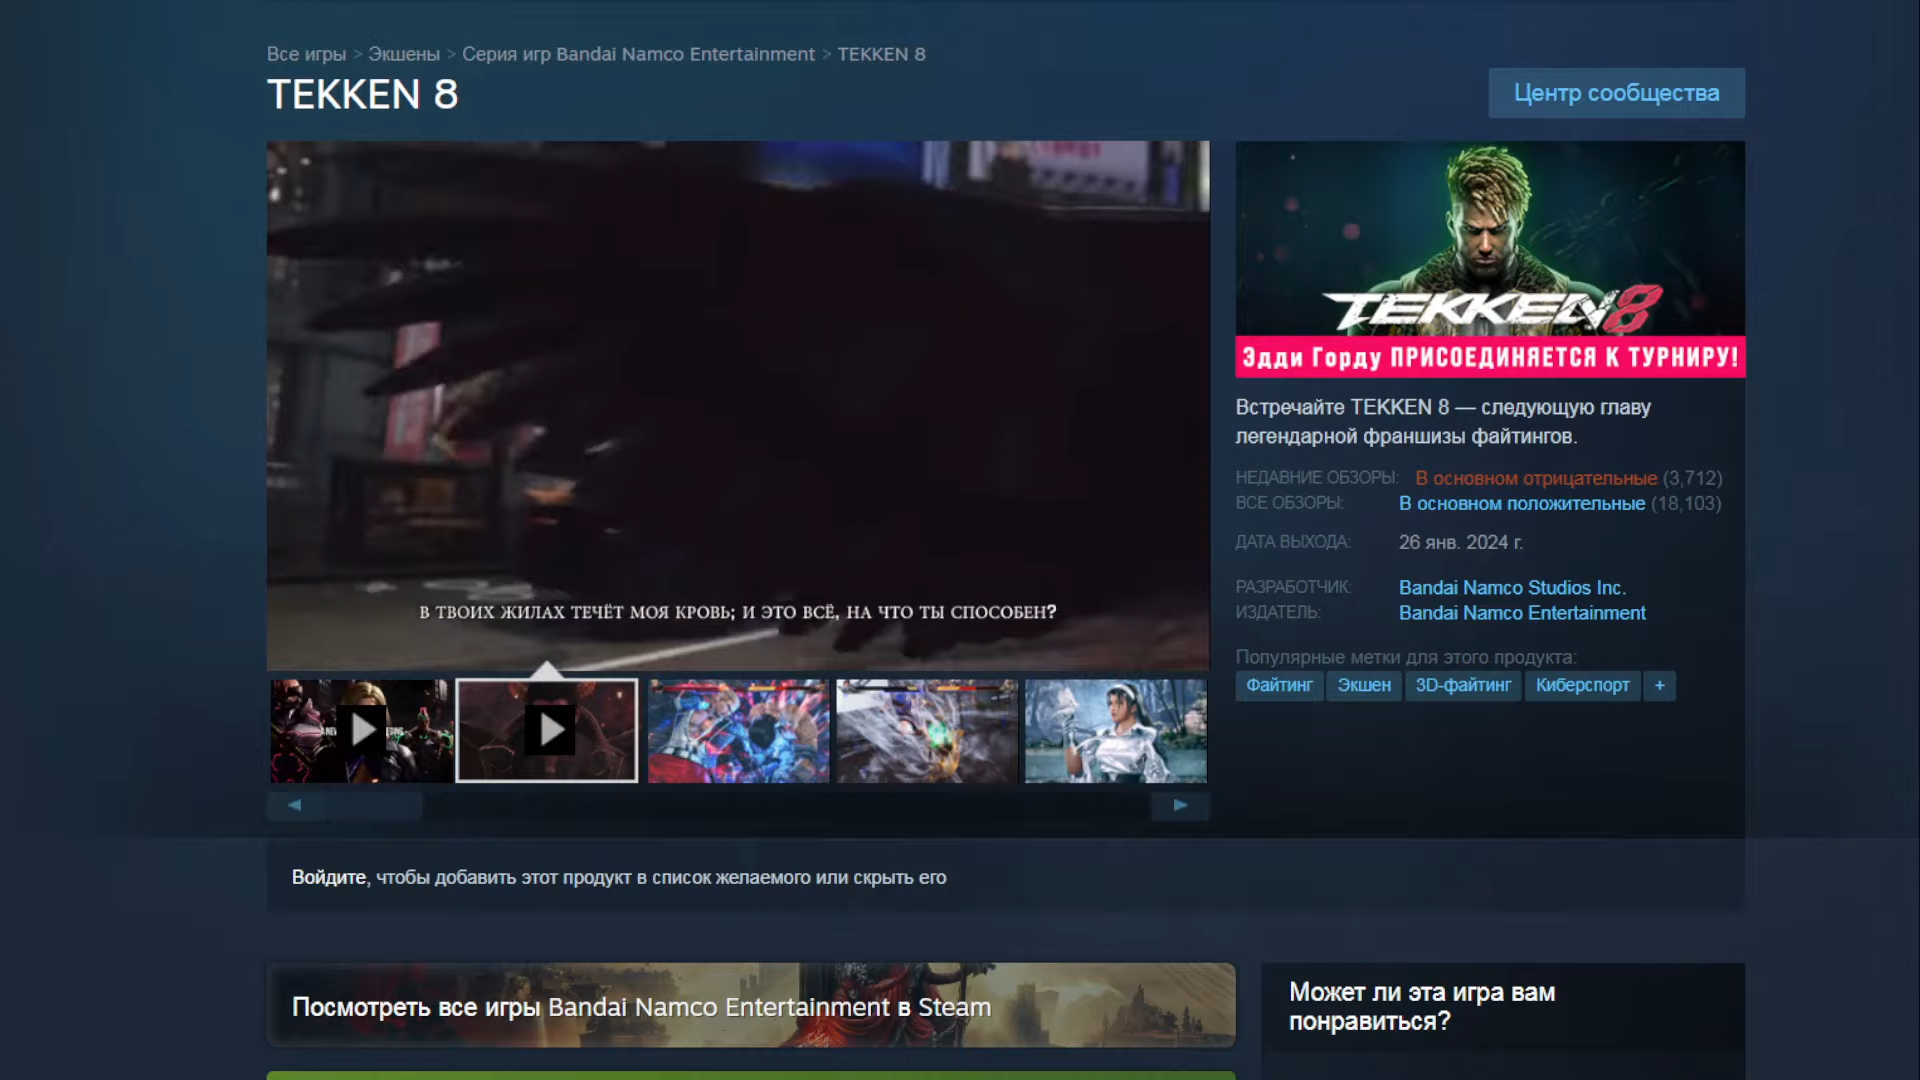 Все игры > Экшены > Серия игр Bandai Namco Entertainment > TEKKEN 8
TEKKEN 8
Центр сообщества
TEKKEN 8
Эдди Горду ПРИСОЕДИНЯЕТСЯ К ТУРНИРУ!
Встречайте TEKKEN 8 — следующую главу
легендарной франшизы файтингов.
НЕДАВНИЕ ОБЗОРЫ: В основном отрицательные (3,712)
ВСЕ ОБЗОРЫ: В основном положительные (18,103)
ДАТА ВЫХОДА: 26 янв. 2024 г.
РАЗРАБОТЧИК: Bandai Namco Studios Inc.
ИЗДАТЕЛЬ: Bandai Namco Entertainment
Популярные метки для этого продукта:
Файтинг Экшен 3D-файтинг Киберспорт +
В ТВОИХ ЖИЛАХ ТЕЧЁТ МОЯ КРОВЬ; И ЭТО ВСЁ, НА ЧТО ТЫ СПОСОБЕН?
Войдите, чтобы добавить этот продукт в список желаемого или скрыть его
Посмотреть все игры Bandai Namco Entertainment в Steam
Может ли эта игра вам
понравиться?